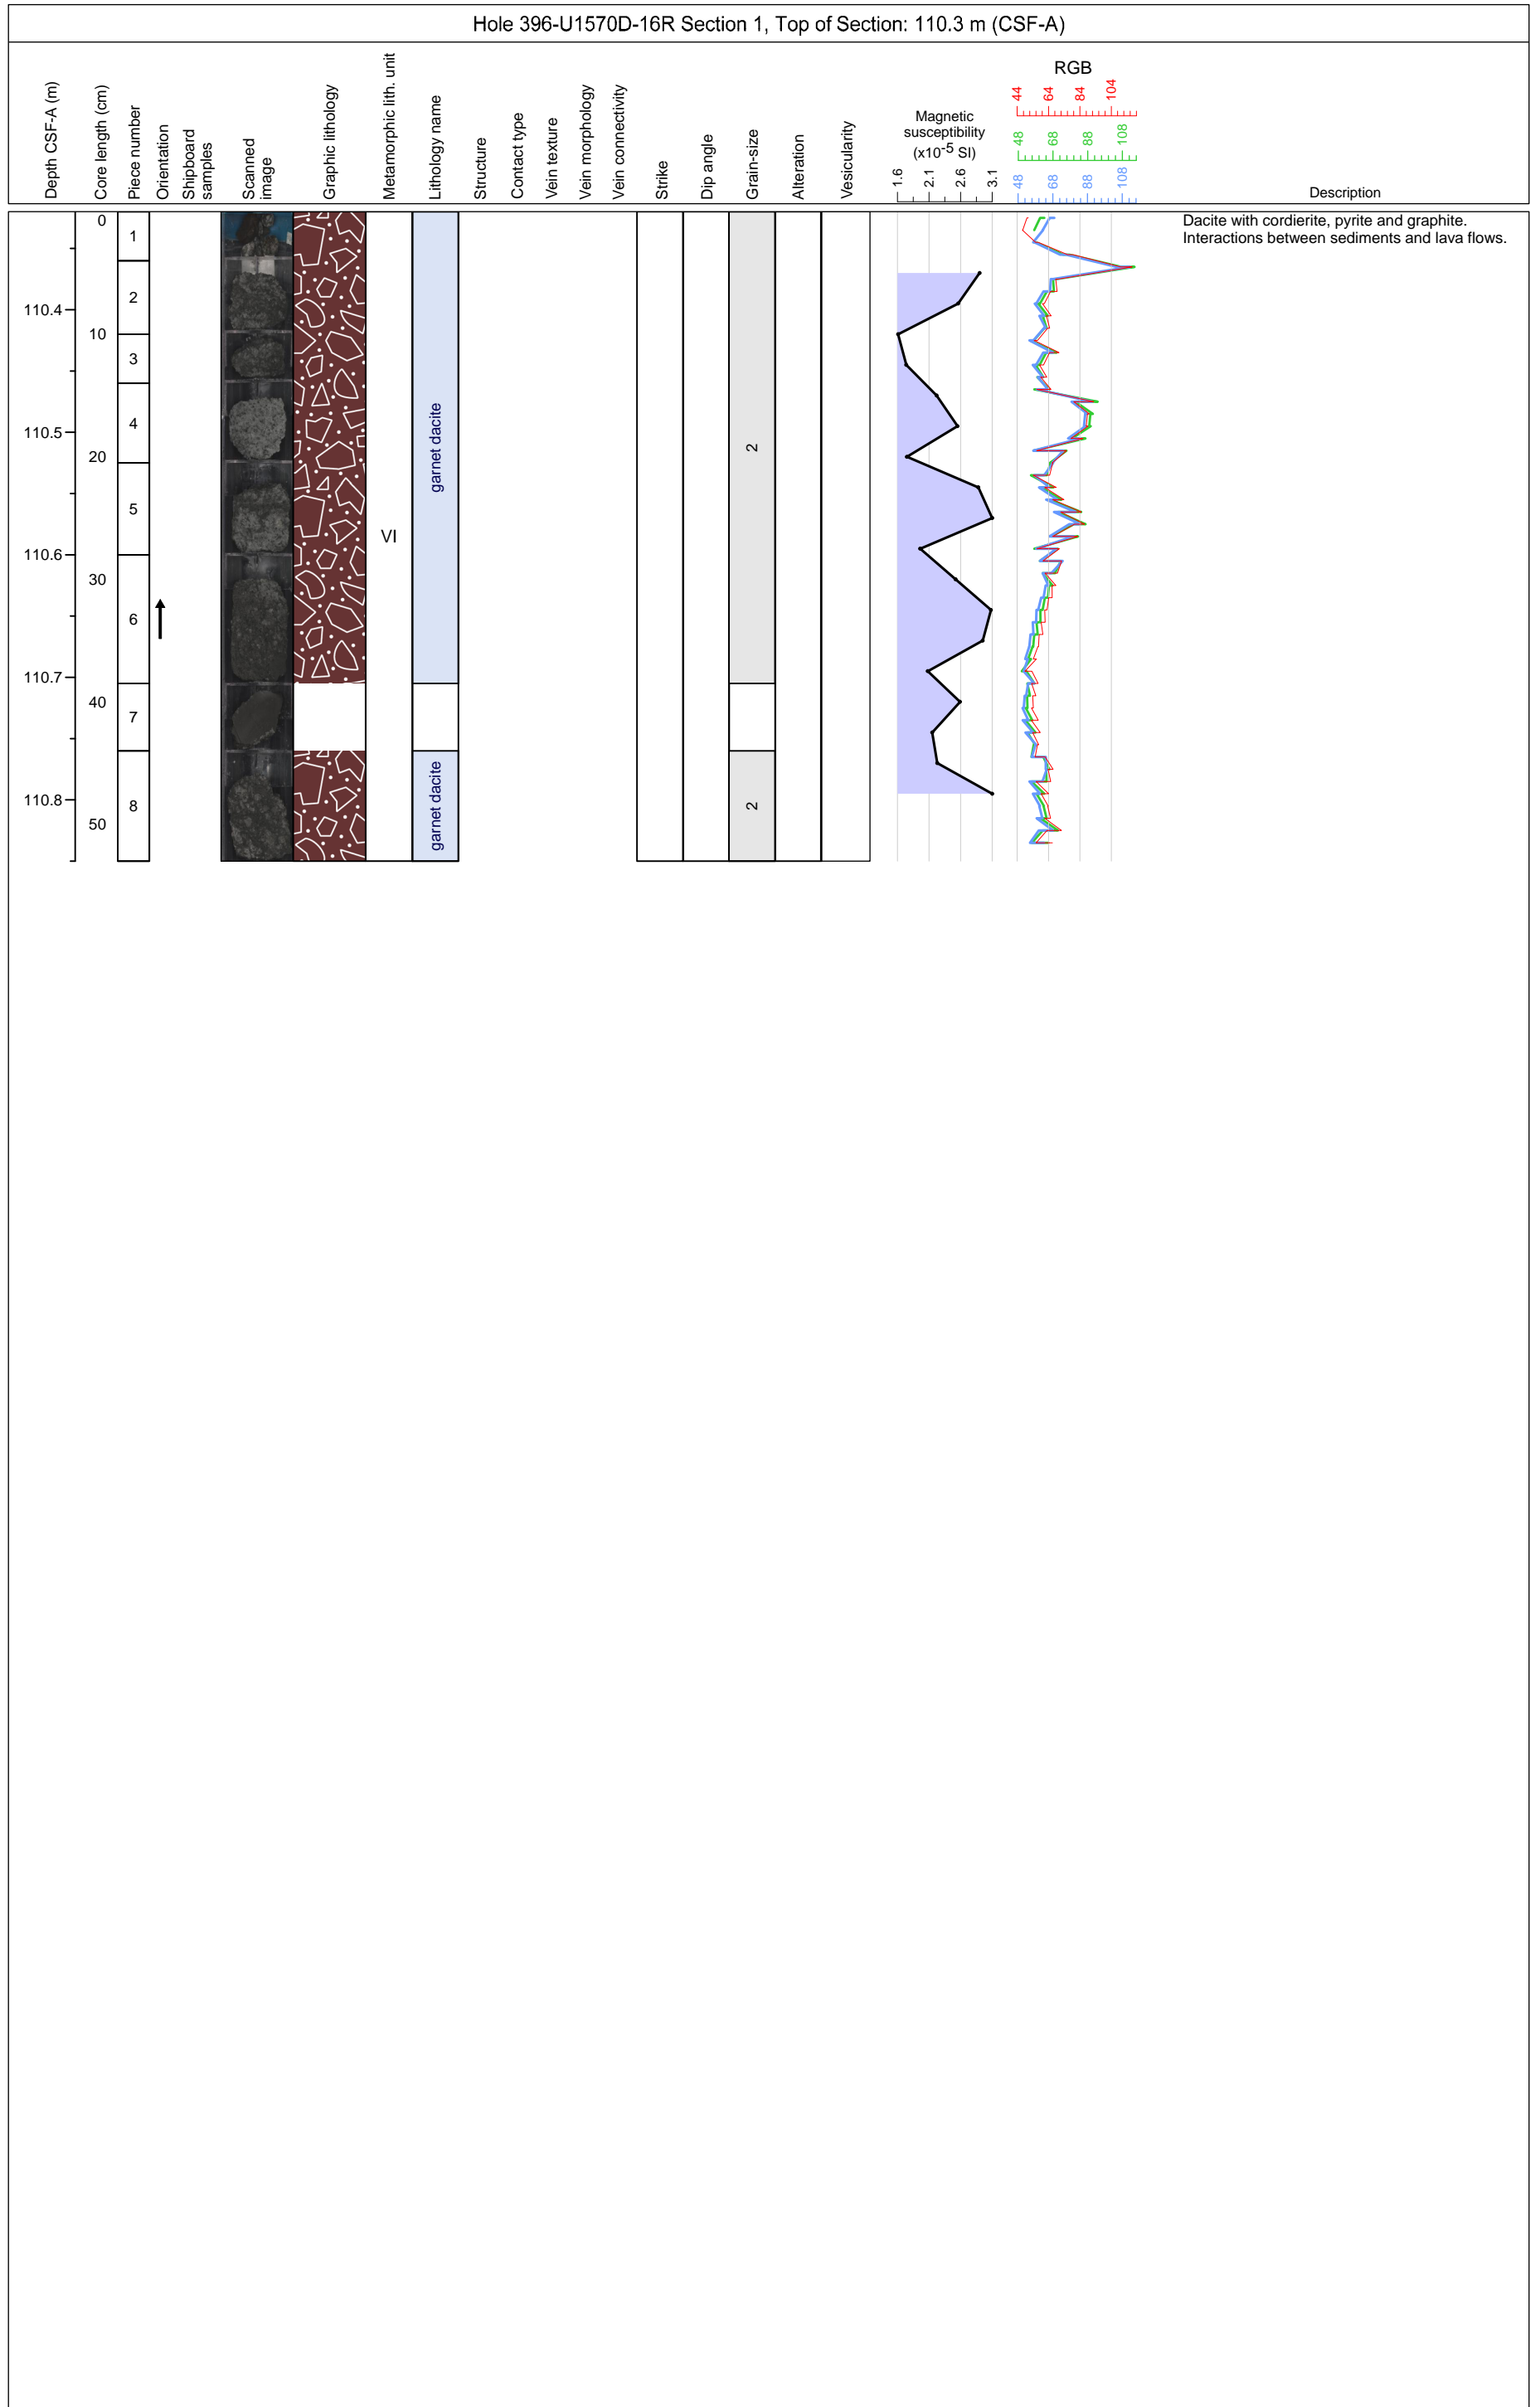 Hole 396-U1570D-16R Section 1, Top of Section: 110.3 m (CSF-A)
Depth CSF-A (m)
Core length (cm)
Piece number
Orientation
Shipboard
samples
Scanned
image
Graphic lithology
Metamorphic lith. unit
Lithology name
Structure
Contact type
Vein texture
Vein morphology
Vein connectivity
Strike
Dip angle
Grain-size
Alteration
Vesicularity
Magnetic
susceptibility
(x10-5 SI)
1.6 2.1 2.6 3.1
RGB
44 64 84 104
48 68 88 108
48 68 88 108
Description
Dacite with cordierite, pyrite and graphite.
Interactions between sediments and lava flows.
110.4
110.5
110.6
110.7
110.8
0
10
20
30
40
50
1
2
3
4
5
6
7
8
VI
garnet dacite
garnet dacite
2
2